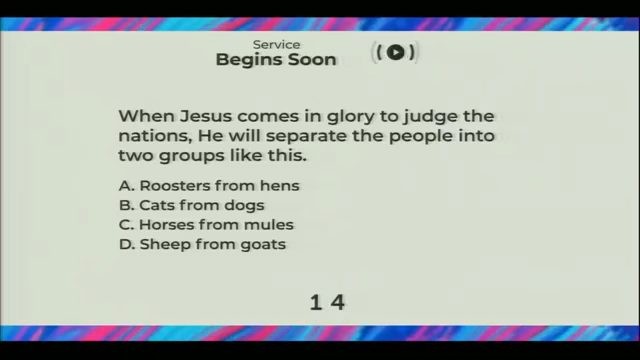 Service
Begins Soon
When Jesus comes in glory to judge the
nations, He will separate the people into
two groups like this.
A. Roosters from hens
B. Cats from dogs
C. Horses from mules
D. Sheep from goats
14